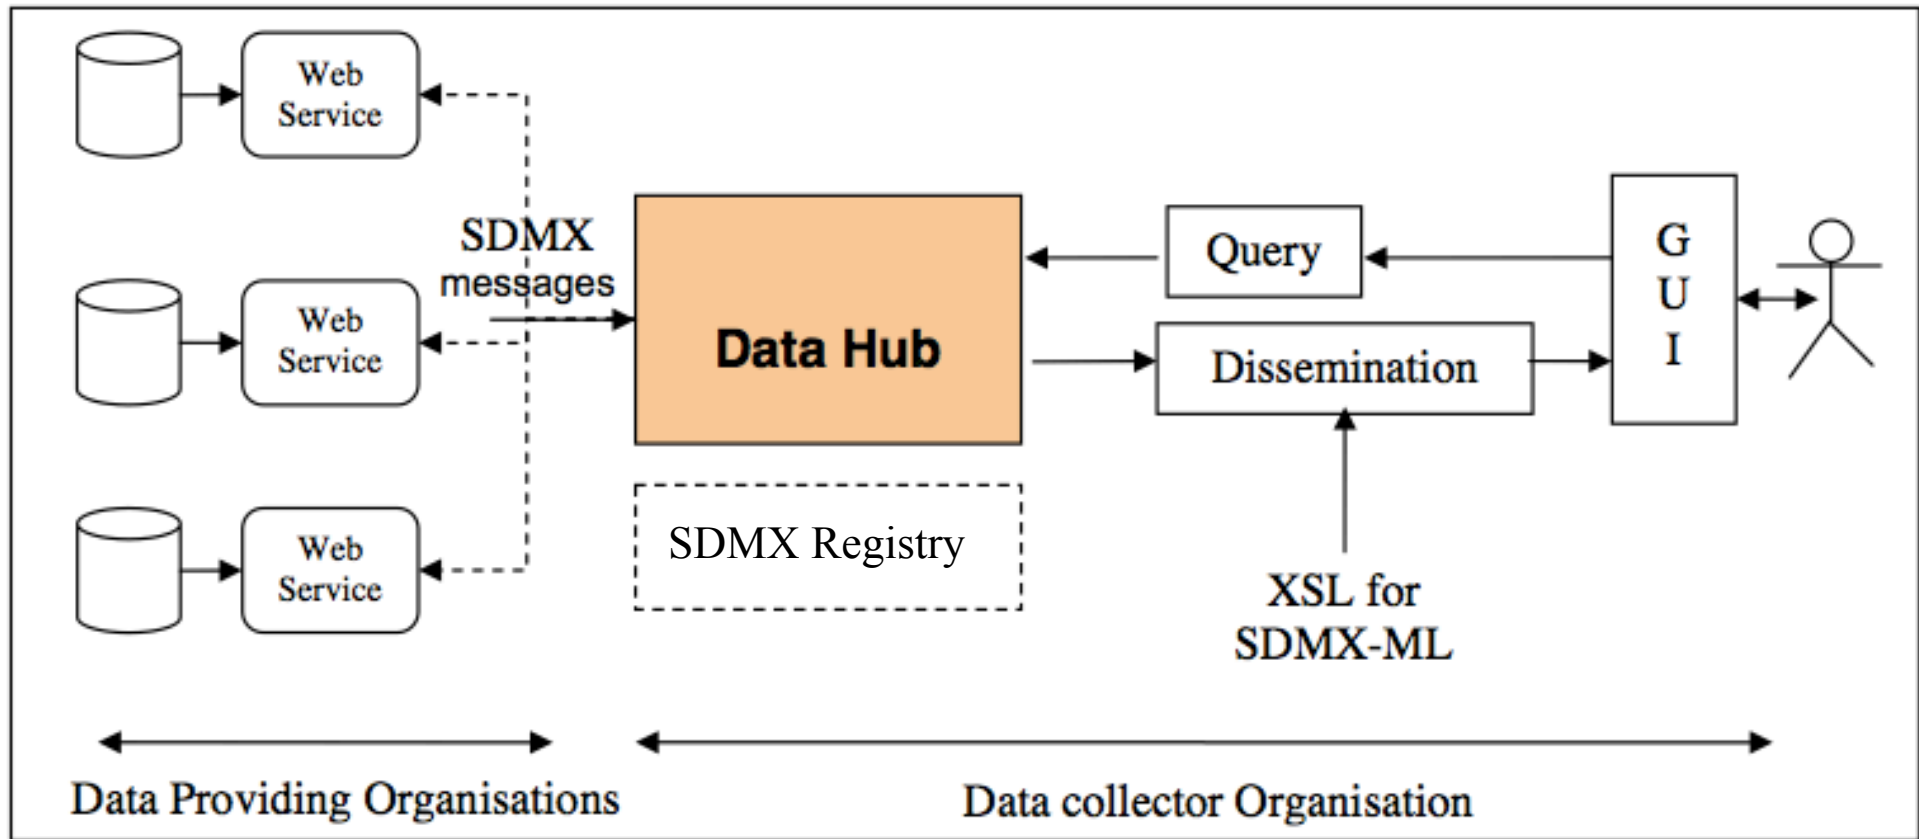 Web
Service
SDMX
messages
Web
Service
Web
Service
Data Hub
SDMX Registry
Query
Dissemination
G
U
I
XSL for
SDMX-ML
Data Providing Organisations
Data collector Organisation